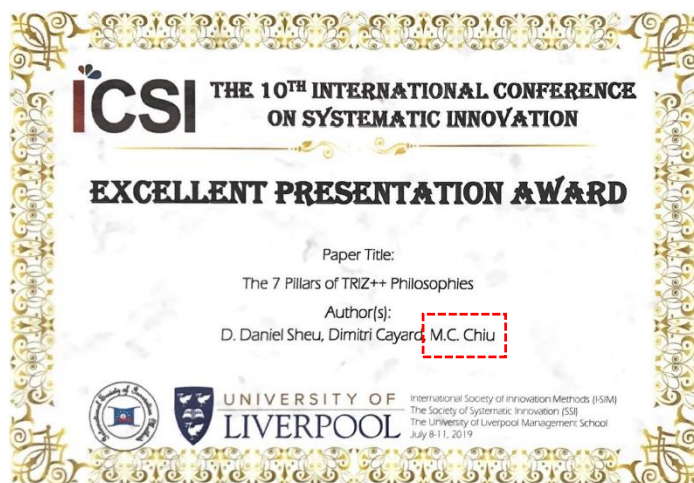 iCSI
THE 10TH INTERNATIONAL CONFERENCE
ON SYSTEMATIC INNOVATION
EXCELLENT PRESENTATION AWARD
Paper Title:
The 7 Pillars of TRIZ++ Philosophies
Author(s):
D. Daniel Sheu, Dimitri Cayard, M.C. Chiu
UNIVERSITY OF
LIVERPOOL
International Society of Innovation Methods (I-SIM)
The Society of Systematic Innovation (SSI)
The University of Liverpool Management School
July 8-11, 2019